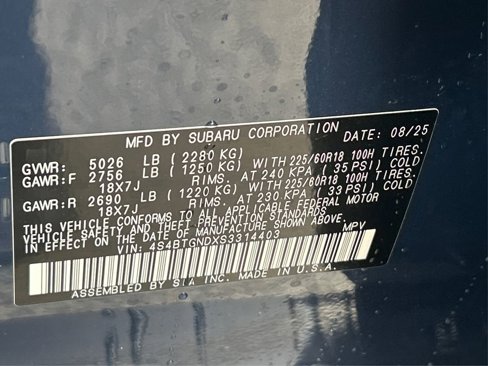 MFD BY SUBARU CORPORATION DATE: 08/25
GVWR: 5026 LB ( 2280 KG)
GAWR:F 2756 LB ( 1250 KG) WITH 225/60R18 100H TIRES.
18X7J RIMS. AT 240 KPA ( 35 PSI) COLD
GAWR:R 2690 LB ( 1220 KG) WITH 225/60R18 100H TIRES.
18X7J RIMS. AT 230 KPA ( 33 PSI) COLD
THIS VEHICLE CONFORMS TO ALL APPLICABLE FEDERAL MOTOR
VEHICLE SAFETY AND THEFT PREVENTION STANDARDS
IN EFFECT ON THE DATE OF MANUFACTURE SHOWN ABOVE.
VIN: 4S4BTGNDXS3314403 MPV
ASSEMBLED BY SIA INC. MADE IN U.S.A.